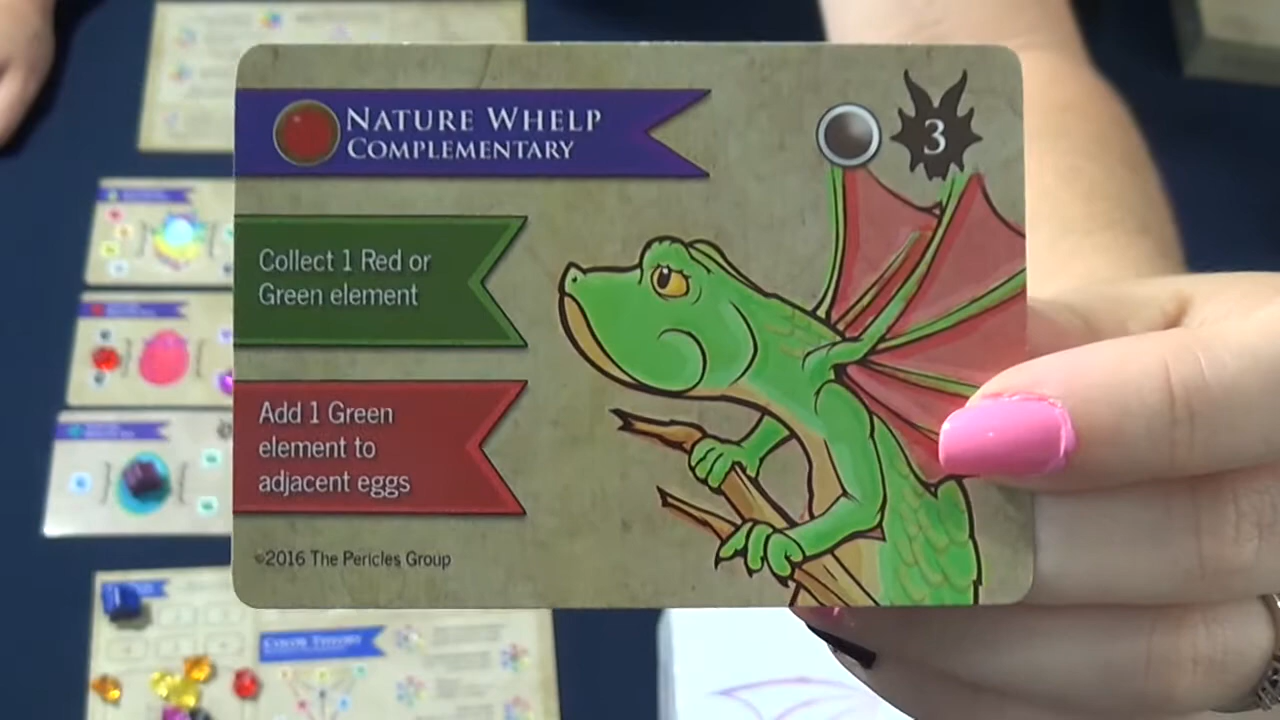 NATURE WHELP
COMPLEMENTARY
3
Collect 1 Red or
Green element
Add 1 Green
element to
adjacent eggs
©2016 The Pericles Group
COLOR THEORY